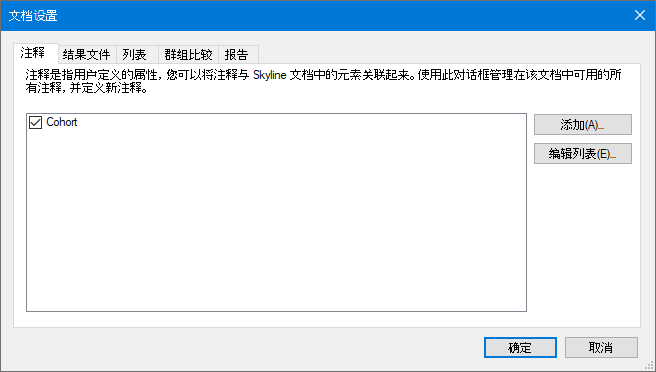 文档设置
注释 结果文件 列表 群组比较 报告
注释是指用户定义的属性，您可以将注释与 Skyline 文档中的元素关联起来。使用此对话框管理在该文档中可用的所
有注释，并定义新注释。
Cohort
添加(A)...
编辑列表(E)...
确定 取消